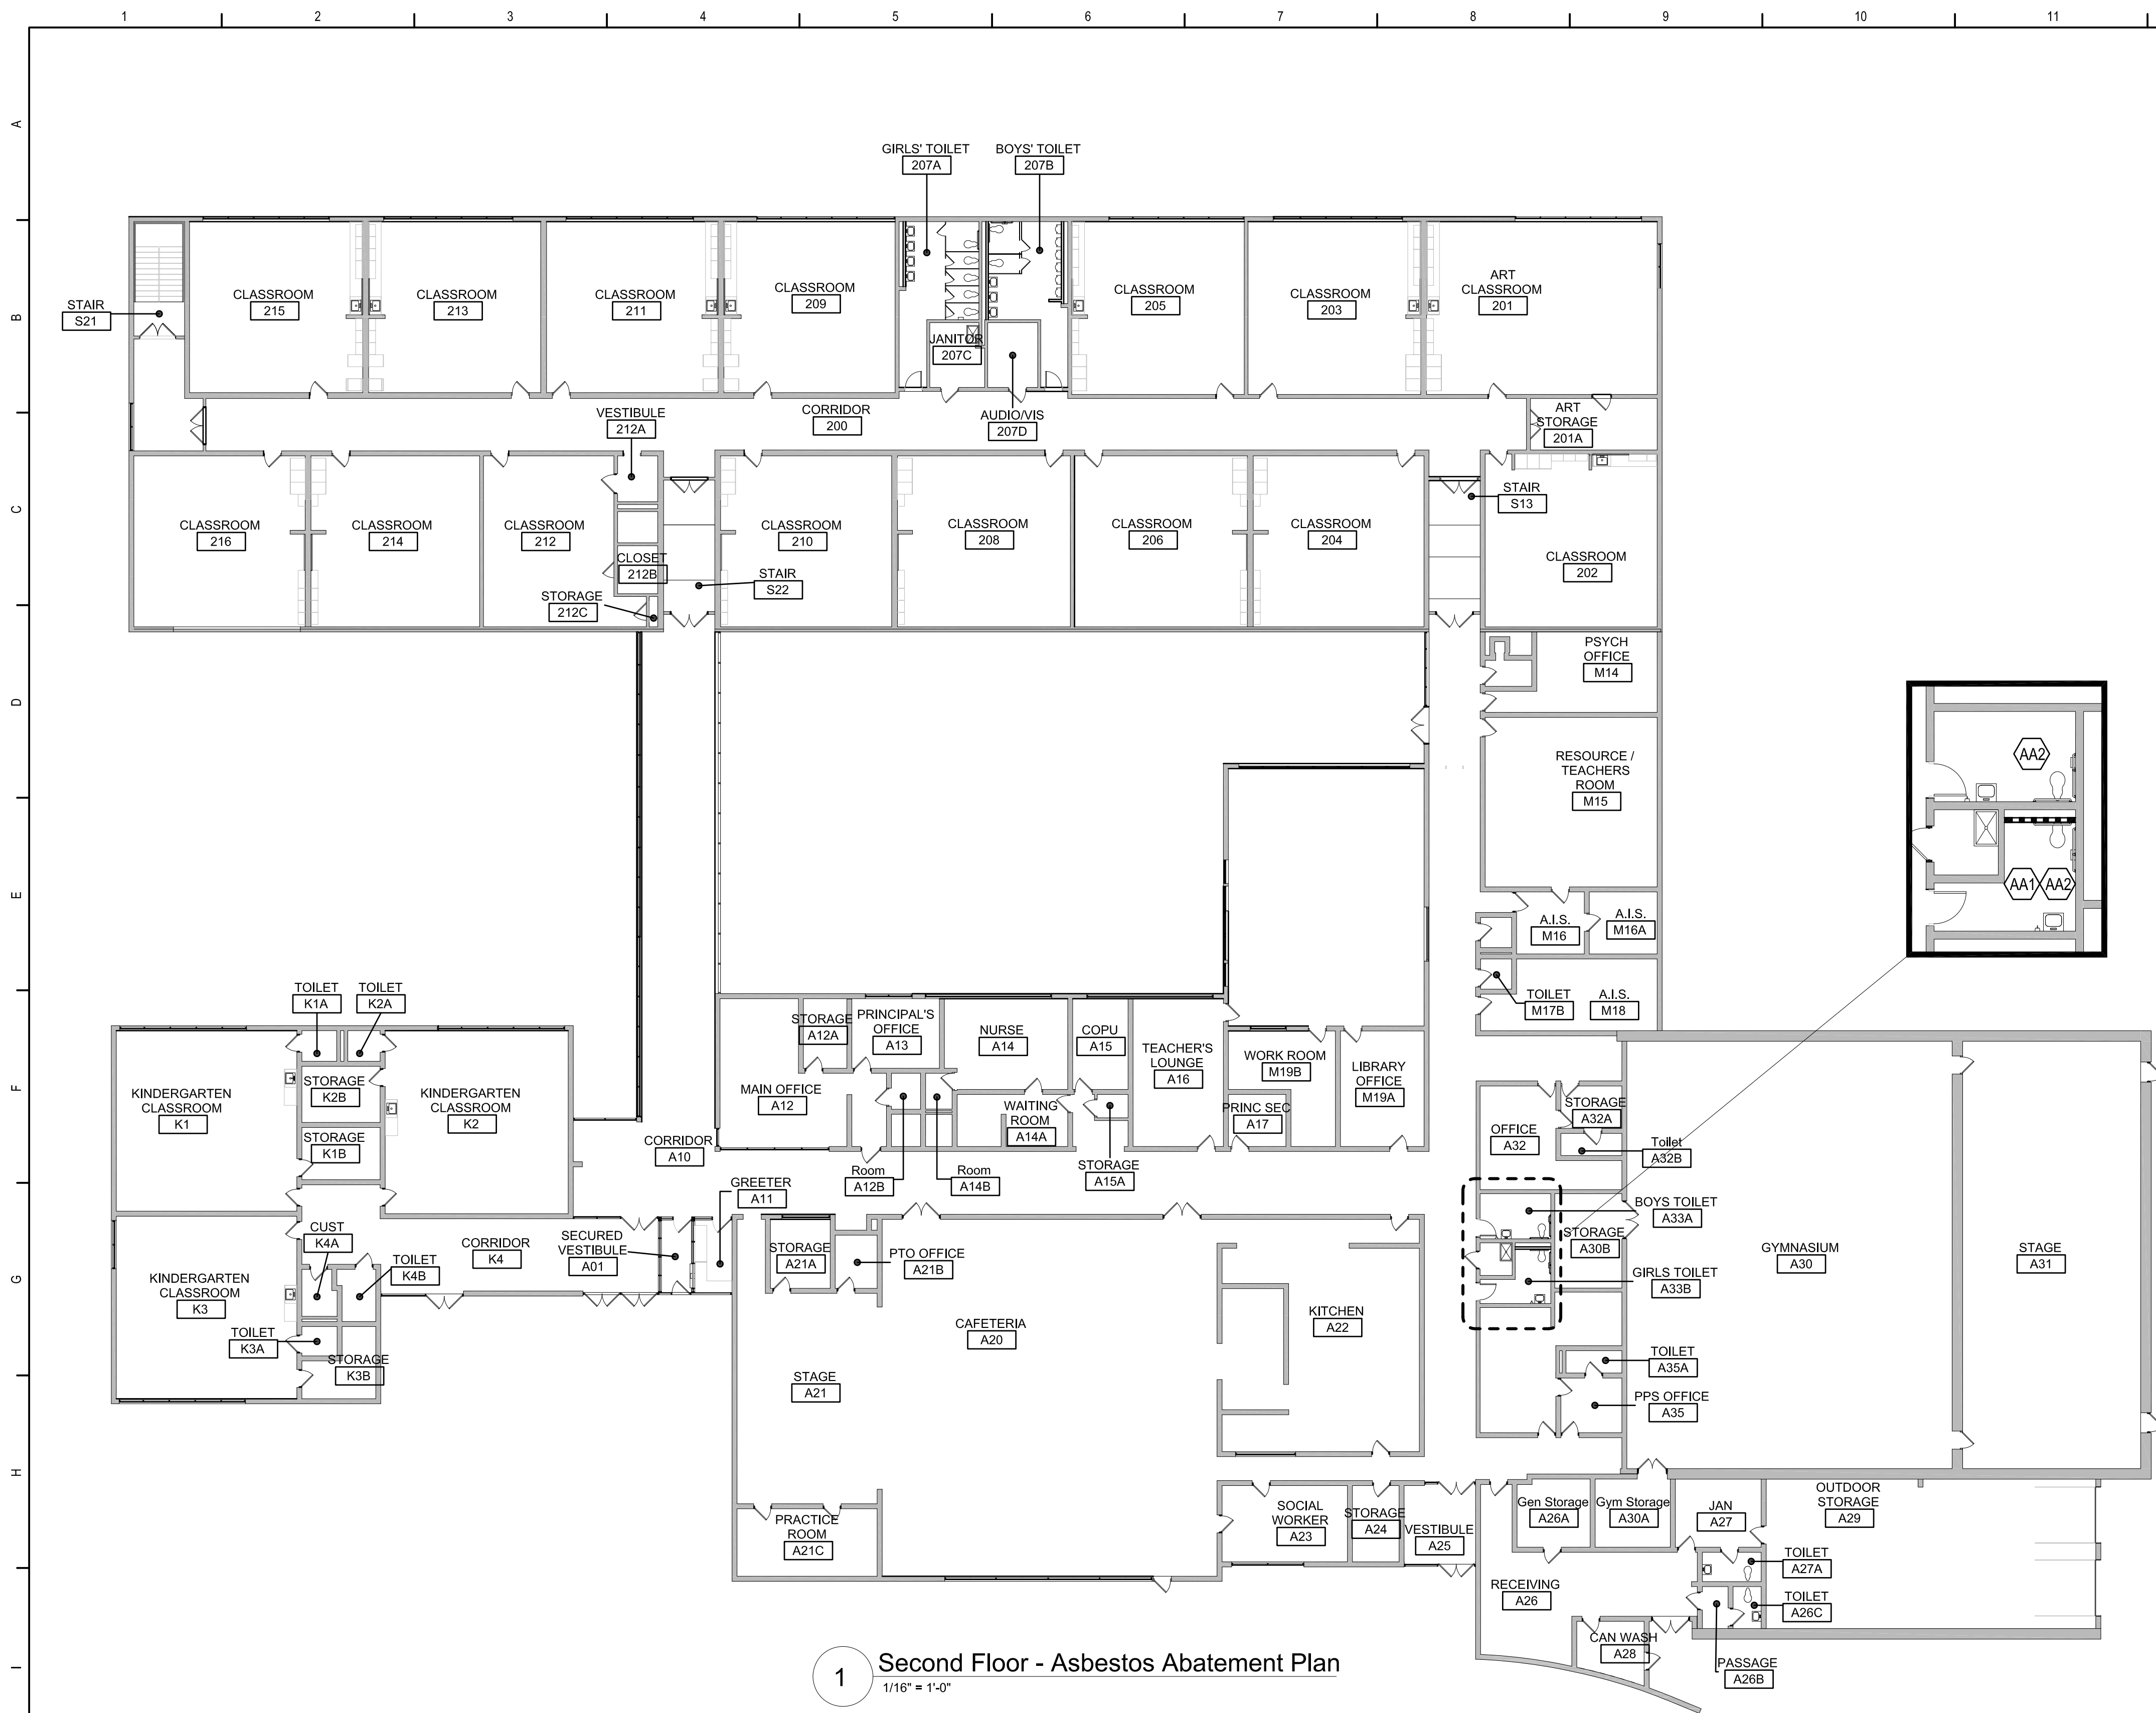 1 2 3 4 5 6 7 8 9 10 11
A
B
C
D
E
F
G
H
I
GIRLS' TOILET
207A
BOYS' TOILET
207B
STAIR
S21
CLASSROOM
215
CLASSROOM
213
CLASSROOM
211
CLASSROOM
209
JANITOR
207C
CLASSROOM
205
CLASSROOM
203
ART
CLASSROOM
201
VESTIBULE
212A
CORRIDOR
200
AUDIO/VIS
207D
ART
STORAGE
201A
CLASSROOM
216
CLASSROOM
214
CLASSROOM
212
CLOSET
212B
STORAGE
212C
STAIR
S22
CLASSROOM
210
CLASSROOM
208
CLASSROOM
206
CLASSROOM
204
STAIR
S13
CLASSROOM
202
PSYCH
OFFICE
M14
RESOURCE /
TEACHERS
ROOM
M15
AA2
AA1 AA2
A.I.S.
M16
A.I.S.
M16A
TOILET
M17B
A.I.S.
M18
TOILET
K1A
TOILET
K2A
STORAGE
K2B
KINDERGARTEN
CLASSROOM
K1
KINDERGARTEN
CLASSROOM
K2
STORAGE
K1B
STORAGE
A12A
PRINCIPAL'S
OFFICE
A13
NURSE
A14
COPU
A15
TEACHER'S
LOUNGE
A16
WORK ROOM
M19B
LIBRARY
OFFICE
M19A
MAIN OFFICE
A12
WAITING
ROOM
A14A
PRINC SEC
A17
CORRIDOR
A10
Room
A12B
Room
A14B
STORAGE
A15A
OFFICE
A32
STORAGE
A32A
Toilet
A32B
GREETER
A11
BOYS TOILET
A33A
STORAGE
A30B
GIRLS TOILET
A33B
GYMNASIUM
A30
STAGE
A31
CUST
K4A
TOILET
K4B
CORRIDOR
K4
SECURED
VESTIBULE
A01
STORAGE
A21A
PTO OFFICE
A21B
KINDERGARTEN
CLASSROOM
K3
TOILET
K3A
STORAGE
K3B
CAFETERIA
A20
KITCHEN
A22
STAGE
A21
TOILET
A35A
PPS OFFICE
A35
PRACTICE
ROOM
A21C
SOCIAL
WORKER
A23
STORAGE
A24
VESTIBULE
A25
Gen Storage
A26A
Gym Storage
A30A
JAN
A27
OUTDOOR
STORAGE
A29
TOILET
A27A
RECEIVING
A26
TOILET
A26C
CAN WASH
A28
PASSAGE
A26B
1 Second Floor - Asbestos Abatement Plan
1/16" = 1'-0"